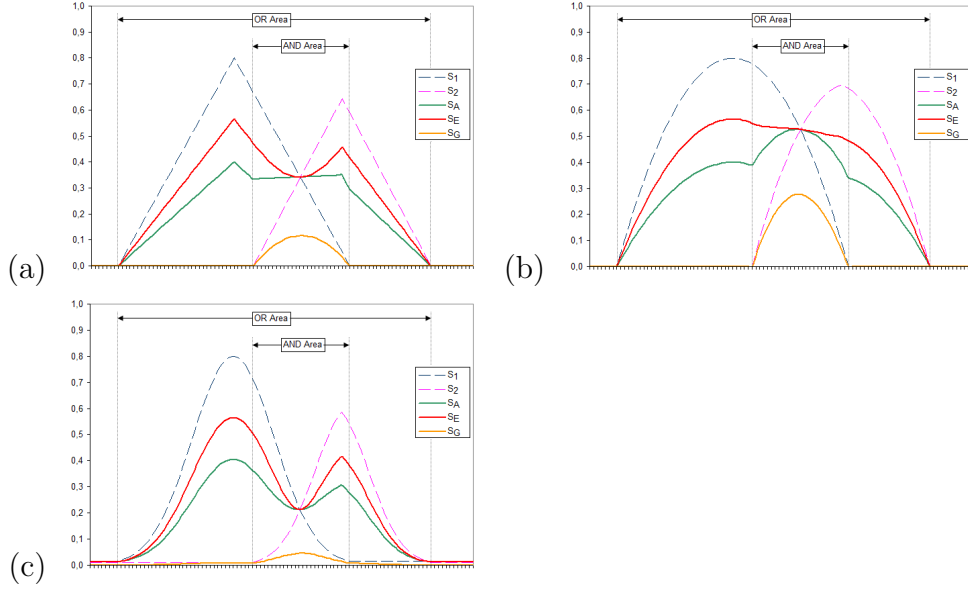 1,0
0,9
0,8
0,7
0,6
0,5
0,4
0,3
0,2
0,1
0,0
OR Area
AND Area
S1
S2
SA
SE
SG
(a)
1,0
0,9
0,8
0,7
0,6
0,5
0,4
0,3
0,2
0,1
0,0
OR Area
AND Area
S1
S2
SA
SE
SG
(b)
1,0
0,9
0,8
0,7
0,6
0,5
0,4
0,3
0,2
0,1
0,0
OR Area
AND Area
S1
S2
SA
SE
SG
(c)